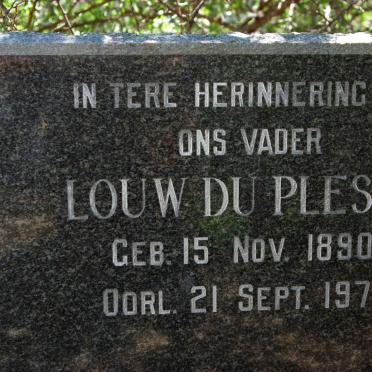 IN TERE HERINNERING
ONS VADER
LOUW DU PLES
GEB. 15 NOV. 1890
OORL. 21 SEPT. 197